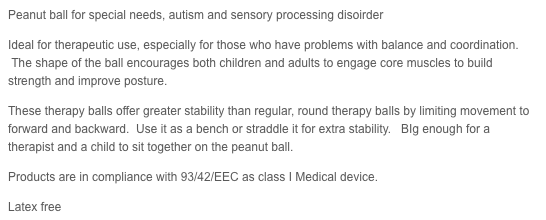 Peanut ball for special needs, autism and sensory processing disoirder
Ideal for therapeutic use, especially for those who have problems with balance and coordination.
The shape of the ball encourages both children and adults to engage core muscles to build
strength and improve posture.
These therapy balls offer greater stability than regular, round therapy balls by limiting movement to
forward and backward.  Use it as a bench or straddle it for extra stability.   BIg enough for a
therapist and a child to sit together on the peanut ball.
Products are in compliance with 93/42/EEC as class I Medical device.
Latex free